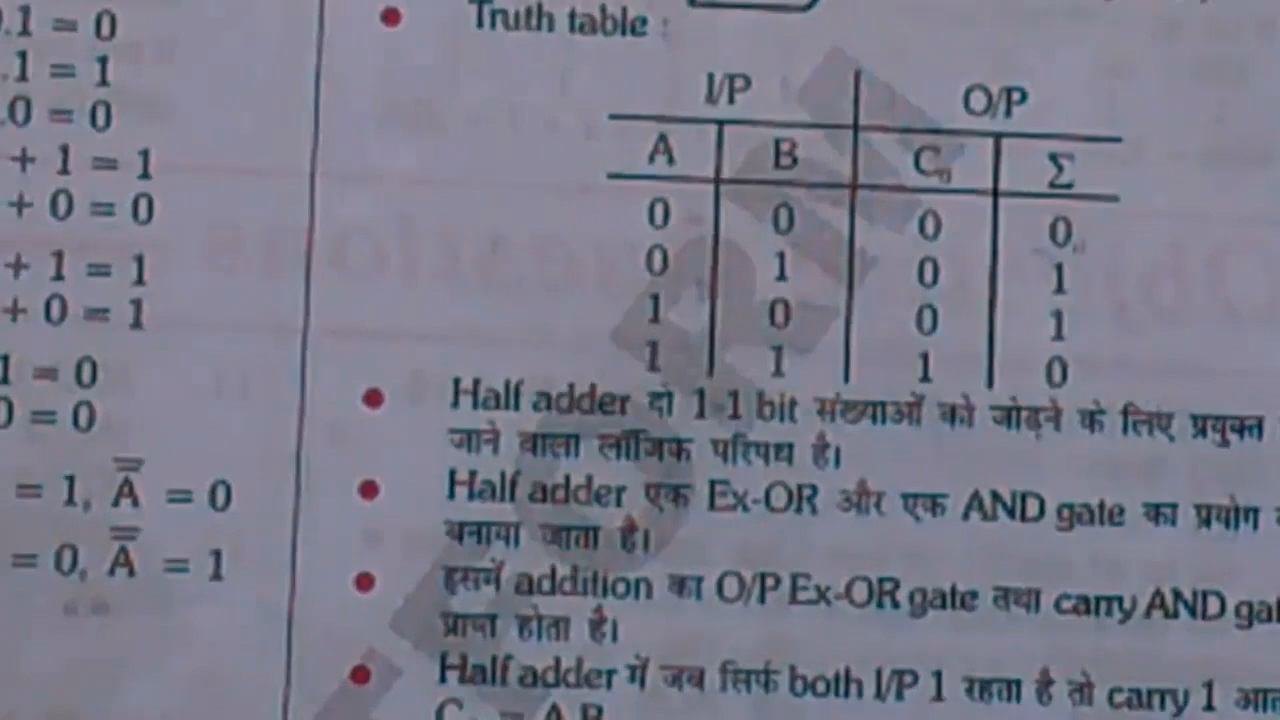 .1 = 0
.1 = 1
.0 = 0
+ 1 = 1
+ 0 = 0
+ 1 = 1
+ 0 = 1
1 = 0
0 = 0
= 1, A̿ = 0
= 0, A̿ = 1
Truth table :
I/P O/P
A B C₀ Σ
0 0 0 0
0 1 0 1
1 0 0 1
1 1 1 0
Half adder दो 1-1 bit संख्याओं को जोड़ने के लिए प्रयुक्त
जाने वाला लॉजिक परिपथ है।
Half adder एक Ex-OR और एक AND gate का प्रयोग
बनाया जाता है।
इसमें addition का O/P Ex-OR gate तथा carry AND
प्राप्त होता है।
Half adder में जब सिर्फ both I/P 1 रहता है तो carry 1
= A.B